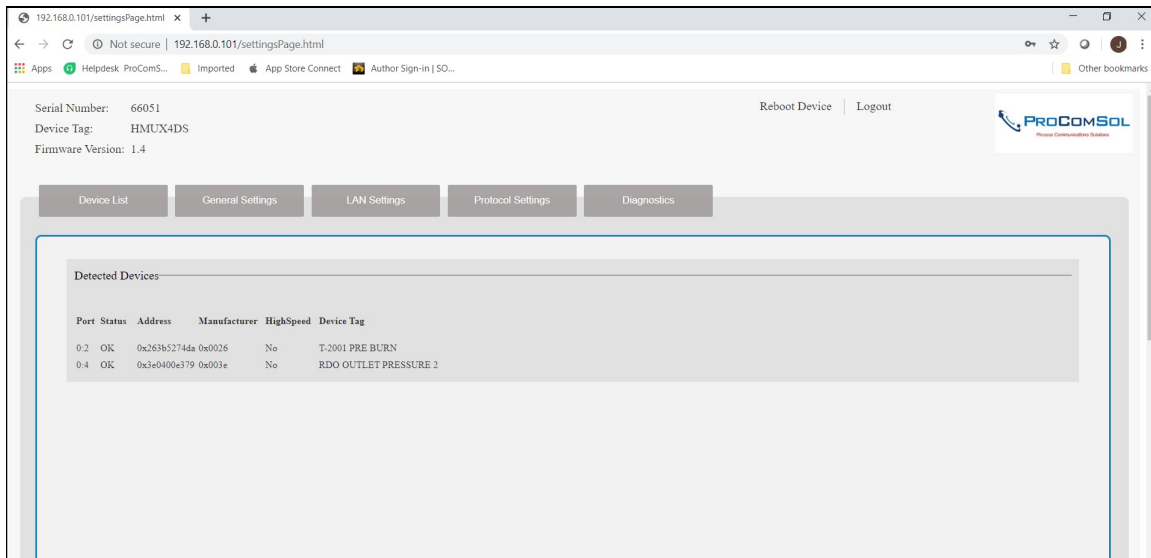 192.168.0.101/settingsPage.html
Not secure | 192.168.0.101/settingsPage.html
J
Apps Helpdesk ProComS... Imported App Store Connect Author Sign-in | SO... Other bookmarks
Serial Number: 66051
Device Tag: HMUX4DS
Firmware Version: 1.4
Reboot Device Logout
PROCOMSOL
Process Communications Solutions
Device List General Settings LAN Settings Protocol Settings Diagnostics
Detected Devices
Port Status Address Manufacturer HighSpeed Device Tag
0:2 OK 0x263b5274da 0x0026 No T-2001 PRE BURN
0:4 OK 0x3e0400e379 0x003e No RDO OUTLET PRESSURE 2